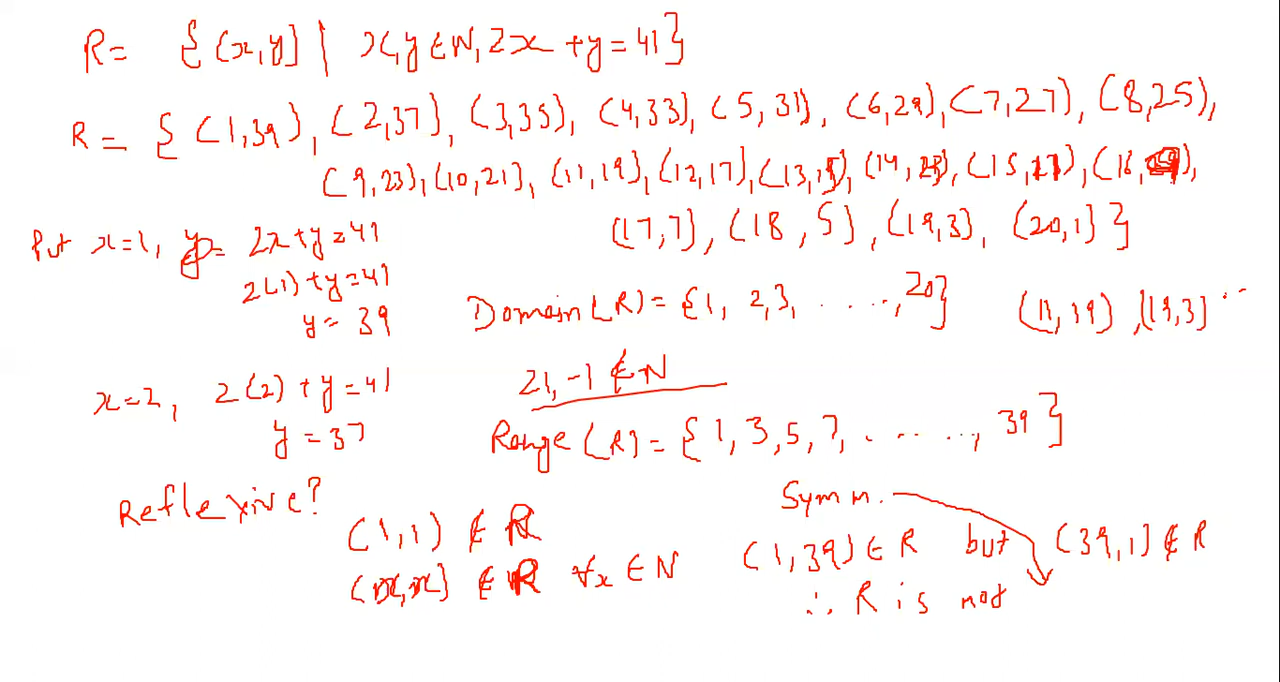 R = {(x,y] | x,y ∈ N, 2x + y = 41}
R = { (1,39), (2,37), (3,35), (4,33), (5,31), (6,29), (7,27), (8,25),
(9,23), (10,21), (11,19), (12,17), (13,15), (14, (15, (16,
(17,7), (18,5), (19,3), (20,1)}
Put x=1, y= 2x+y=41
2(1)+y=41
y= 39
Domain(R) = {1, 2,3, ....., 20}
(11,19) , (19,3) ..
x=2, 2(2)+y=41
y = 37
21, -1 ∉ N
Range (R) = { 1, 3, 5, 7, ......, 39}
Reflexive?
(1,1) ∉ R
(x,x) ∉ R ∀x ∈ N
Symm.
(1,39) ∈ R but (39,1) ∉ R
∴ R is not